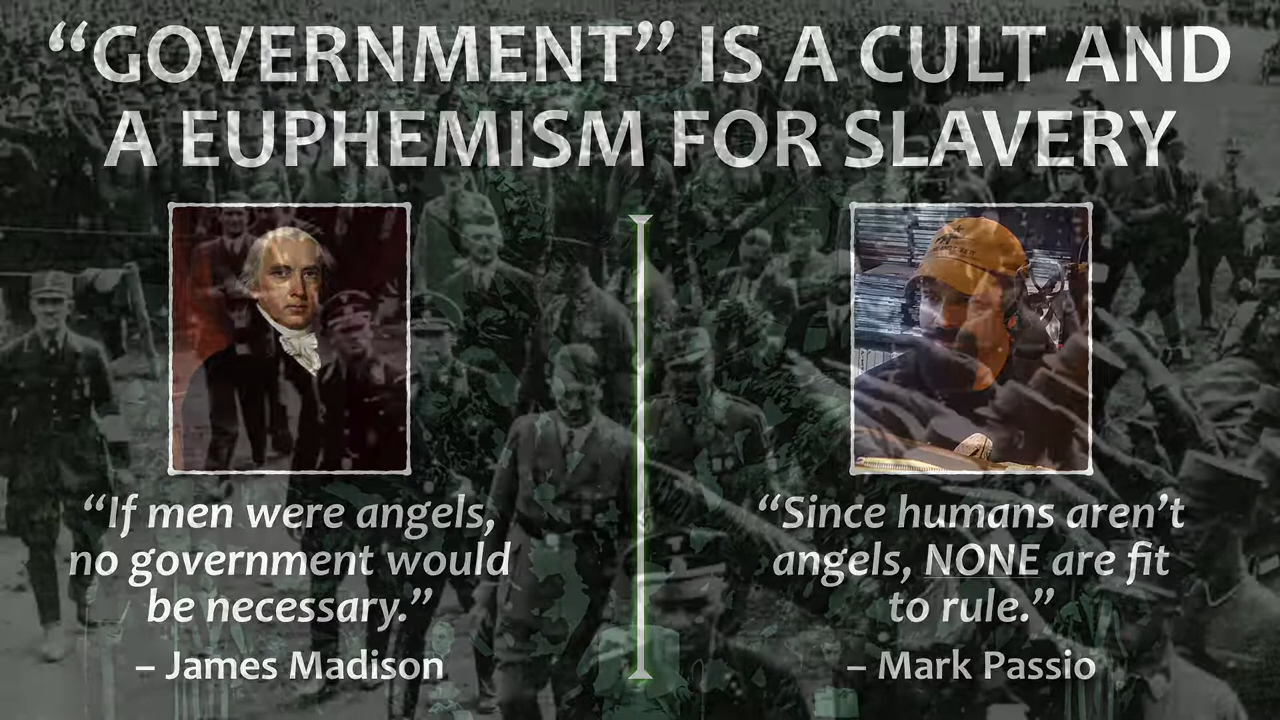 “GOVERNMENT” IS A CULT AND
A EUPHEMISM FOR SLAVERY
“If men were angels,
no government would
be necessary.”
– James Madison
“Since humans aren’t
angels, NONE are fit
to rule.”
– Mark Passio